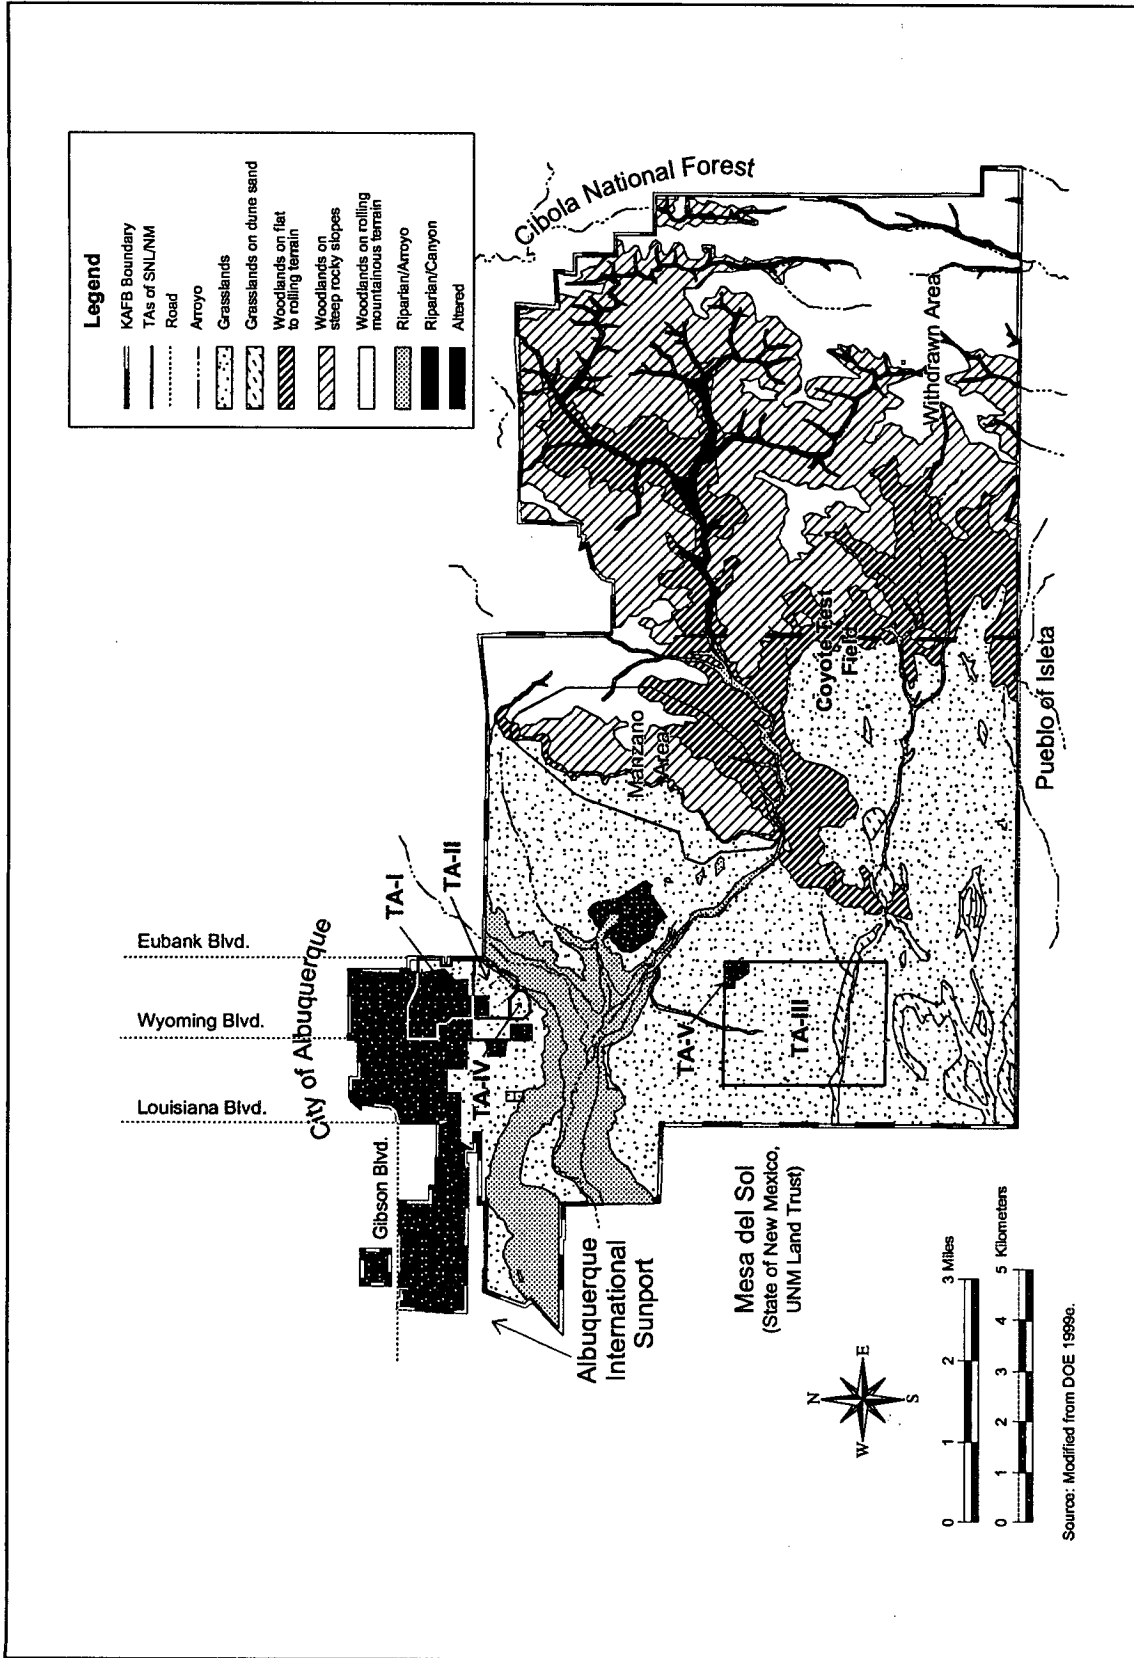 Legend
KAFB Boundary
TAs of SNL/NM
Road
Arroyo
Grasslands
Grasslands on dune sand
Woodlands on flat
to rolling terrain
Woodlands on
steep rocky slopes
Woodlands on rolling
mountainous terrain
Riparian/Arroyo
Riparian/Canyon
Altered
Eubank Blvd.
Wyoming Blvd.
Louisiana Blvd.
Gibson Blvd.
City of Albuquerque
TA-I
TA-II
TA-IV
TA-V
TA-III
Manzano
Area
Coyote Test
Field
Withdrawn Area
Cibola National Forest
Pueblo of Isleta
Albuquerque
International
Sunport
Mesa del Sol
(State of New Mexico,
UNM Land Trust)
N
W
E
S
0 1 2 3 Miles
0 1 2 3 4 5 Kilometers
Source: Modified from DOE 1999e.